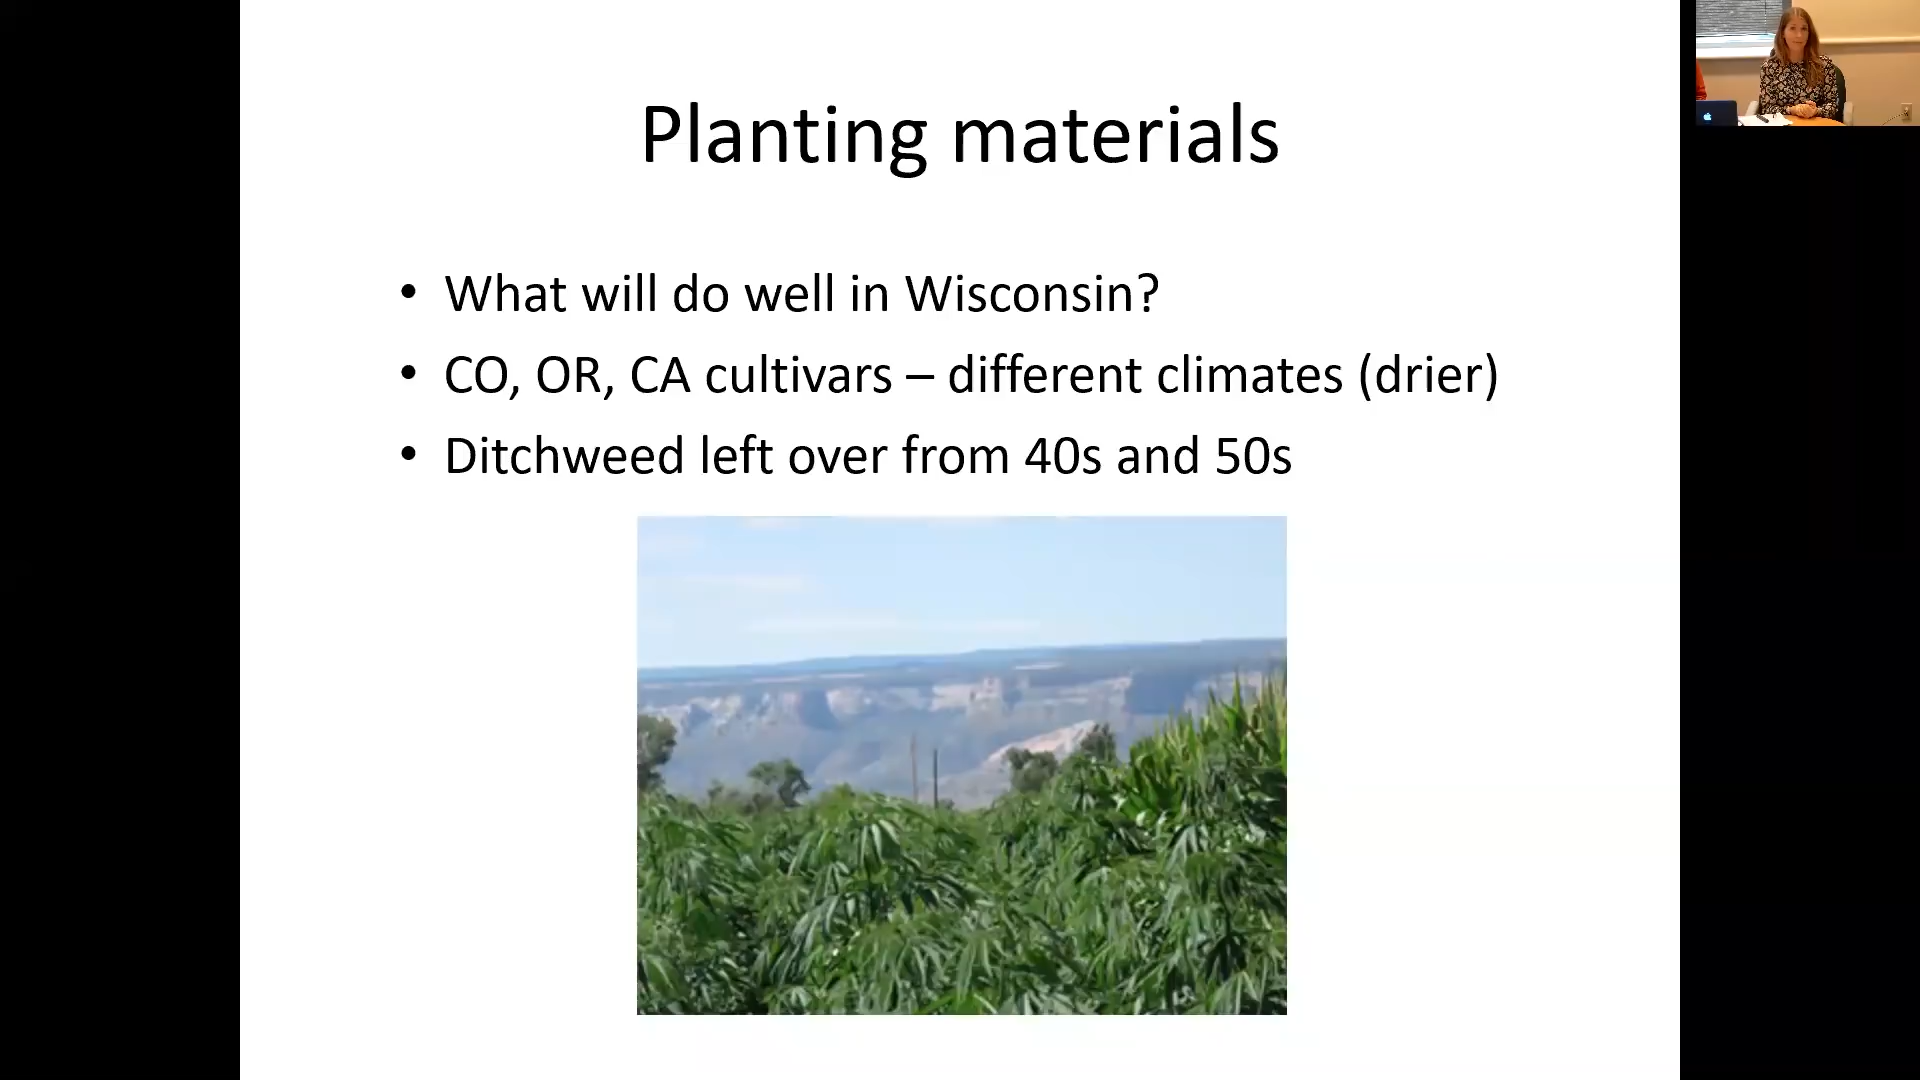 Planting materials
• What will do well in Wisconsin?
• CO, OR, CA cultivars – different climates (drier)
• Ditchweed left over from 40s and 50s